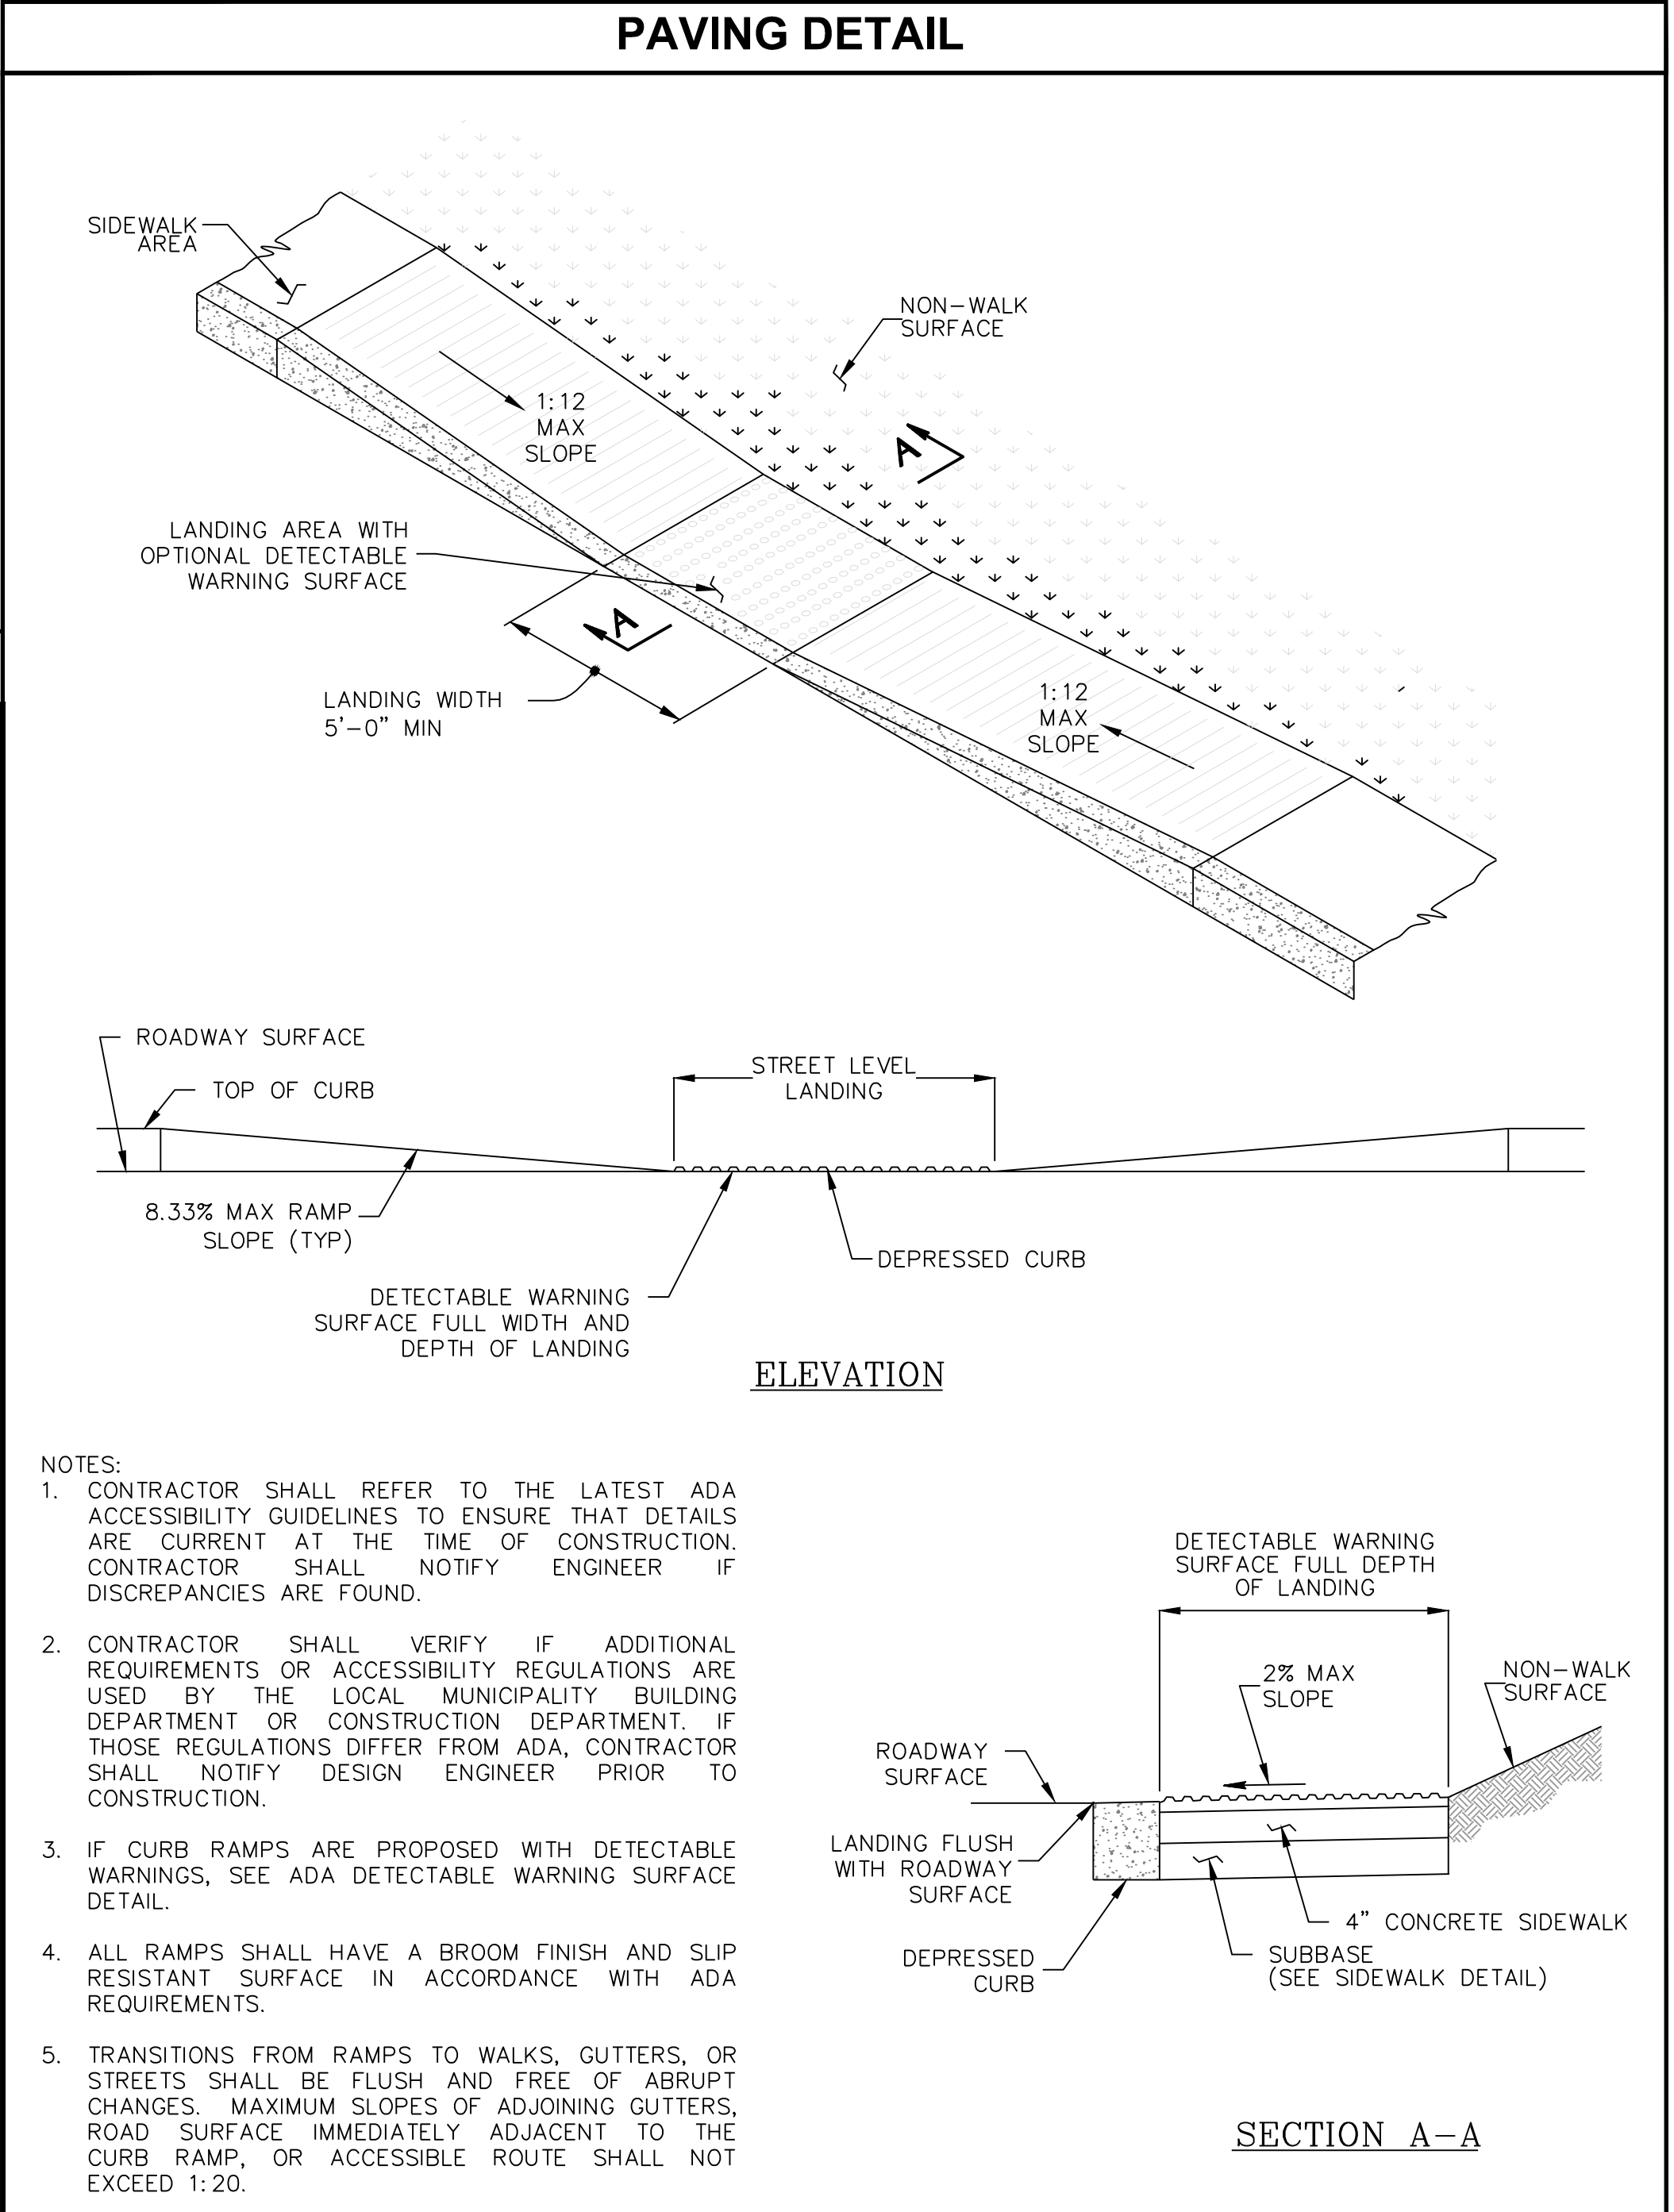 PAVING DETAIL
SIDEWALK
AREA
NON-WALK
SURFACE
1:12
MAX
SLOPE
A
LANDING AREA WITH
OPTIONAL DETECTABLE
WARNING SURFACE
A
LANDING WIDTH
5'-0" MIN
1:12
MAX
SLOPE
ROADWAY SURFACE
TOP OF CURB
STREET LEVEL
LANDING
8.33% MAX RAMP
SLOPE (TYP)
DEPRESSED CURB
DETECTABLE WARNING
SURFACE FULL WIDTH AND
DEPTH OF LANDING
ELEVATION
NOTES:
1. CONTRACTOR SHALL REFER TO THE LATEST ADA
ACCESSIBILITY GUIDELINES TO ENSURE THAT DETAILS
ARE CURRENT AT THE TIME OF CONSTRUCTION.
CONTRACTOR SHALL NOTIFY ENGINEER IF
DISCREPANCIES ARE FOUND.
2. CONTRACTOR SHALL VERIFY IF ADDITIONAL
REQUIREMENTS OR ACCESSIBILITY REGULATIONS ARE
USED BY THE LOCAL MUNICIPALITY BUILDING
DEPARTMENT OR CONSTRUCTION DEPARTMENT. IF
THOSE REGULATIONS DIFFER FROM ADA, CONTRACTOR
SHALL NOTIFY DESIGN ENGINEER PRIOR TO
CONSTRUCTION.
3. IF CURB RAMPS ARE PROPOSED WITH DETECTABLE
WARNINGS, SEE ADA DETECTABLE WARNING SURFACE
DETAIL.
4. ALL RAMPS SHALL HAVE A BROOM FINISH AND SLIP
RESISTANT SURFACE IN ACCORDANCE WITH ADA
REQUIREMENTS.
5. TRANSITIONS FROM RAMPS TO WALKS, GUTTERS, OR
STREETS SHALL BE FLUSH AND FREE OF ABRUPT
CHANGES. MAXIMUM SLOPES OF ADJOINING GUTTERS,
ROAD SURFACE IMMEDIATELY ADJACENT TO THE
CURB RAMP, OR ACCESSIBLE ROUTE SHALL NOT
EXCEED 1:20.
DETECTABLE WARNING
SURFACE FULL DEPTH
OF LANDING
2% MAX
SLOPE
NON-WALK
SURFACE
ROADWAY
SURFACE
LANDING FLUSH
WITH ROADWAY
SURFACE
4" CONCRETE SIDEWALK
DEPRESSED
CURB
SUBBASE
(SEE SIDEWALK DETAIL)
SECTION A-A